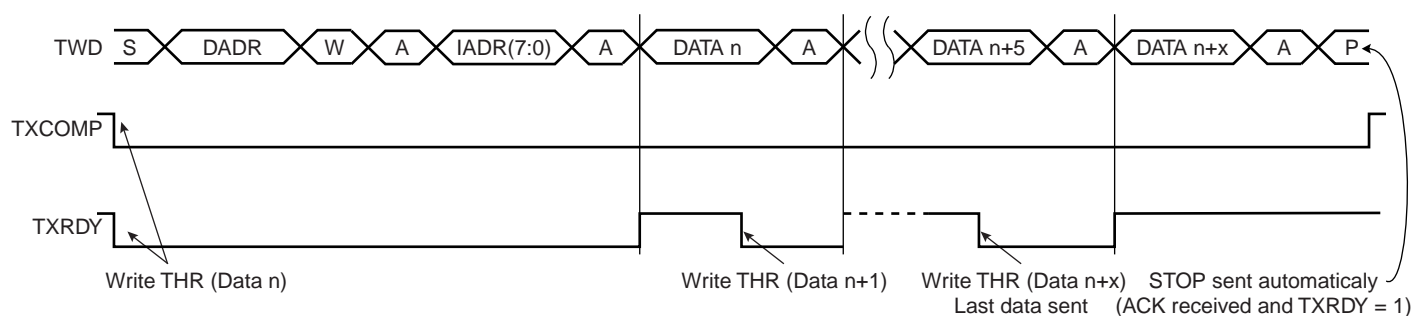 TWD S DADR W A IADR(7:0) A DATA n A DATA n+5 A DATA n+x A P
TXCOMP
TXRDY
Write THR (Data n) Write THR (Data n+1) Write THR (Data n+x) STOP sent automaticaly
Last data sent (ACK received and TXRDY = 1)